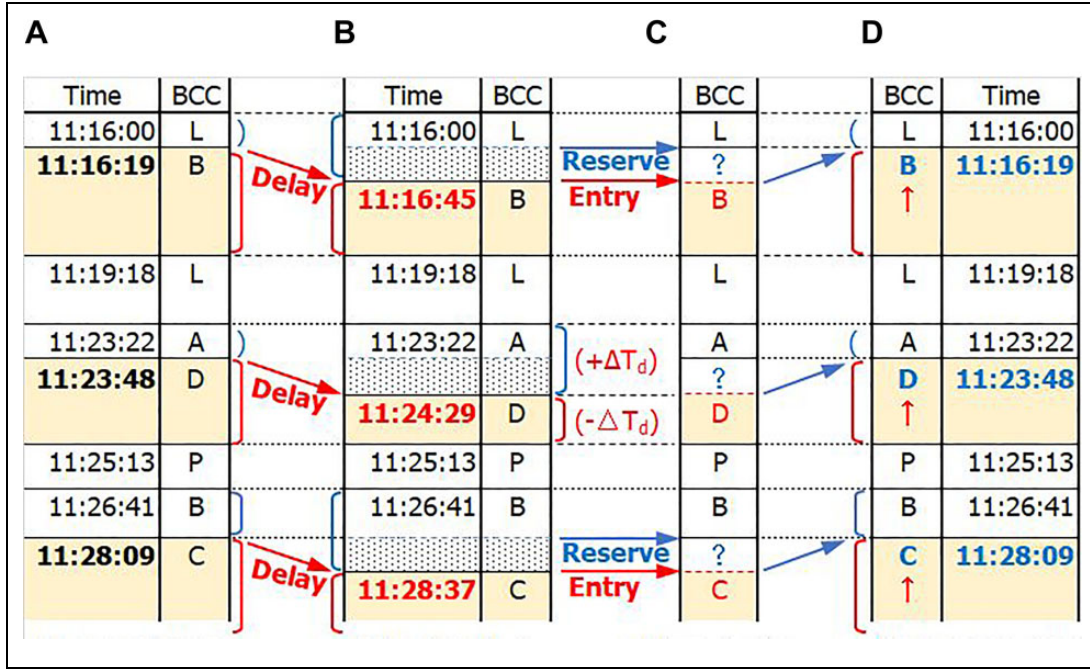 A B C D
Time BCC Time BCC BCC BCC Time
11:16:00 L ) 11:16:00 L L ( L 11:16:00
11:16:19 B Delay Reserve ? B 11:16:19
11:16:45 B Entry B ↑
11:19:18 L 11:19:18 L L L 11:19:18
11:23:22 A ) 11:23:22 A A ( A 11:23:22
(+ΔTd)
11:23:48 D Delay ? D 11:23:48
11:24:29 D (-△Td) D ↑
11:25:13 P 11:25:13 P P P 11:25:13
11:26:41 B 11:26:41 B B B 11:26:41
11:28:09 C Delay Reserve ? C 11:28:09
11:28:37 C Entry C ↑